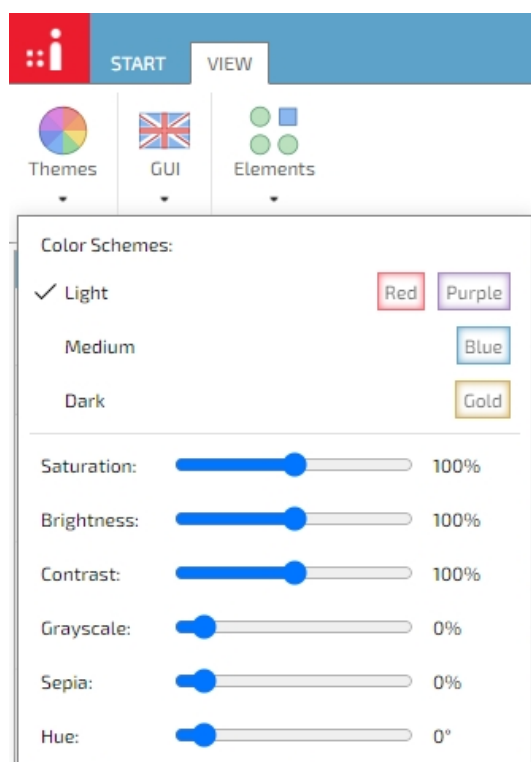 START VIEW
Themes GUI Elements
Color Schemes:
Light Red Purple
Medium Blue
Dark Gold
Saturation: 100%
Brightness: 100%
Contrast: 100%
Grayscale: 0%
Sepia: 0%
Hue: 0°